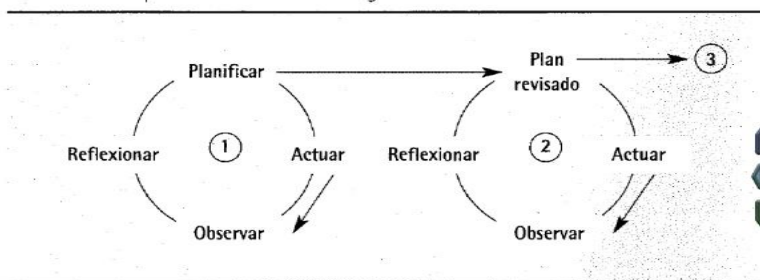 Planificar
Plan
revisado
3
Reflexionar
1
Actuar
Reflexionar
2
Actuar
Observar
Observar